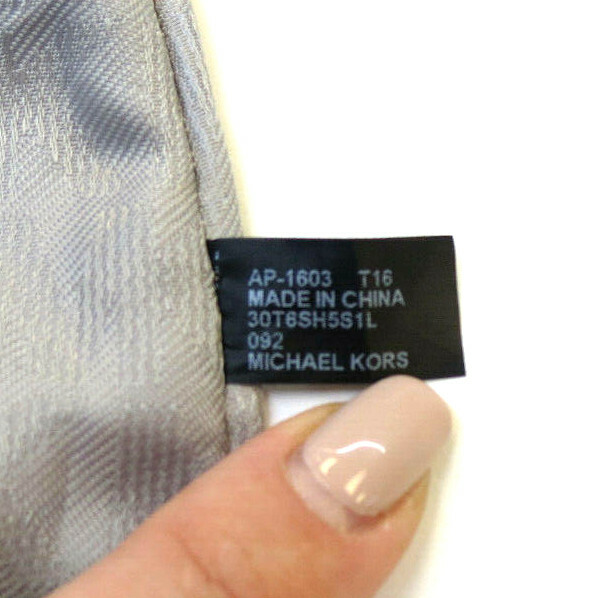 AP-1603 T16
MADE IN CHINA
30T6SH5S1L
092
MICHAEL KORS